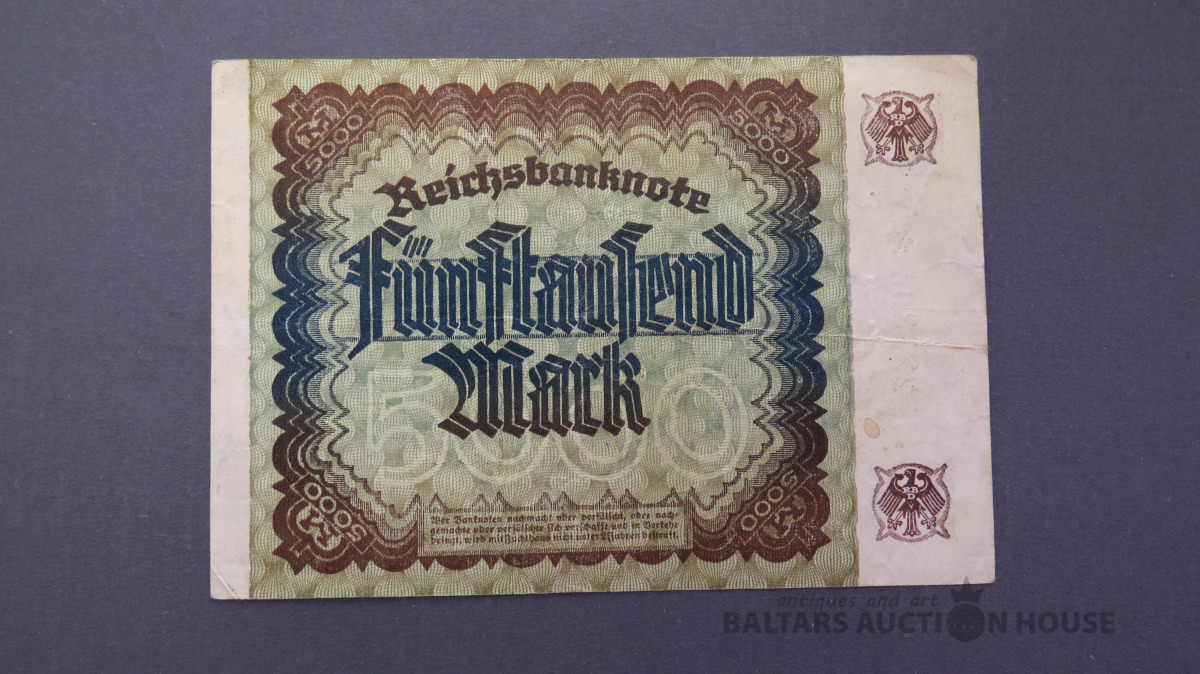 5000
M
5000
M
Reichsbanknote
Fünftausend
Mark
5000
5000
M
5000
M
Wer Banknoten nachmacht oder verfälscht, oder nach-
gemachte oder verfälschte sich verschafft und in Verkehr
bringt, wird mit Zuchthaus nicht unter 2 Jahren bestraft.
antiques and art
BALTARS AUCTION HOUSE